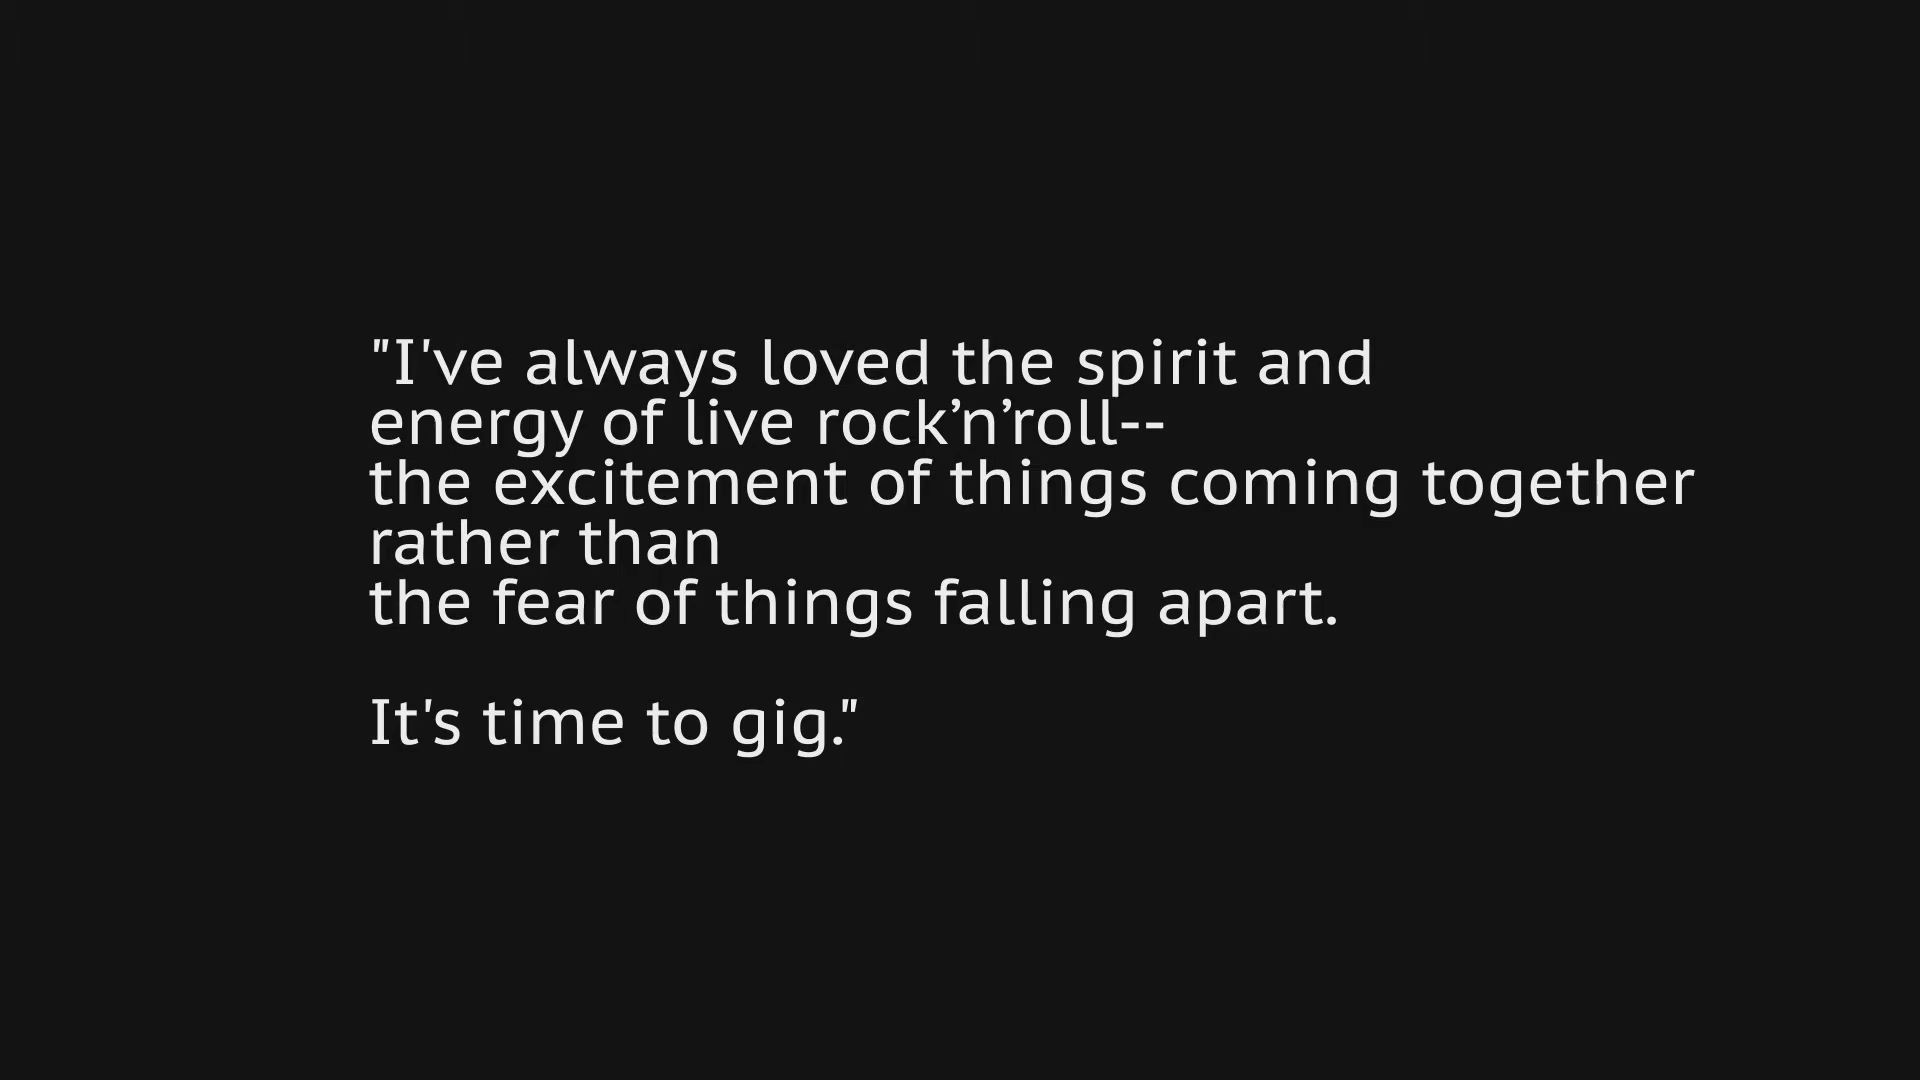 "I've always loved the spirit and
energy of live rock’n’roll--
the excitement of things coming together
rather than
the fear of things falling apart.
It's time to gig."